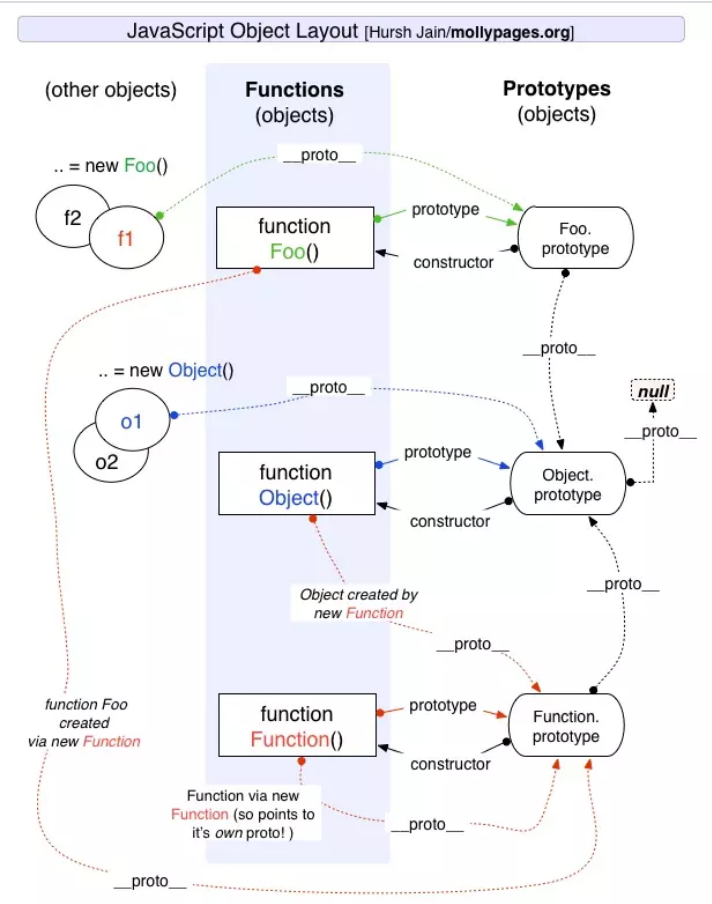 JavaScript Object Layout [Hursh Jain/mollypages.org]
(other objects)
Functions
(objects)
Prototypes
(objects)
.. = new Foo()
__proto__
f2
f1
function
Foo()
prototype
constructor
Foo.
prototype
__proto__
.. = new Object()
__proto__
null
__proto__
o1
o2
function
Object()
prototype
constructor
Object.
prototype
Object created by
new Function
__proto__
__proto__
function Foo
created
via new Function
function
Function()
prototype
constructor
Function.
prototype
Function via new
Function (so points to
it's own proto! )
__proto__
__proto__